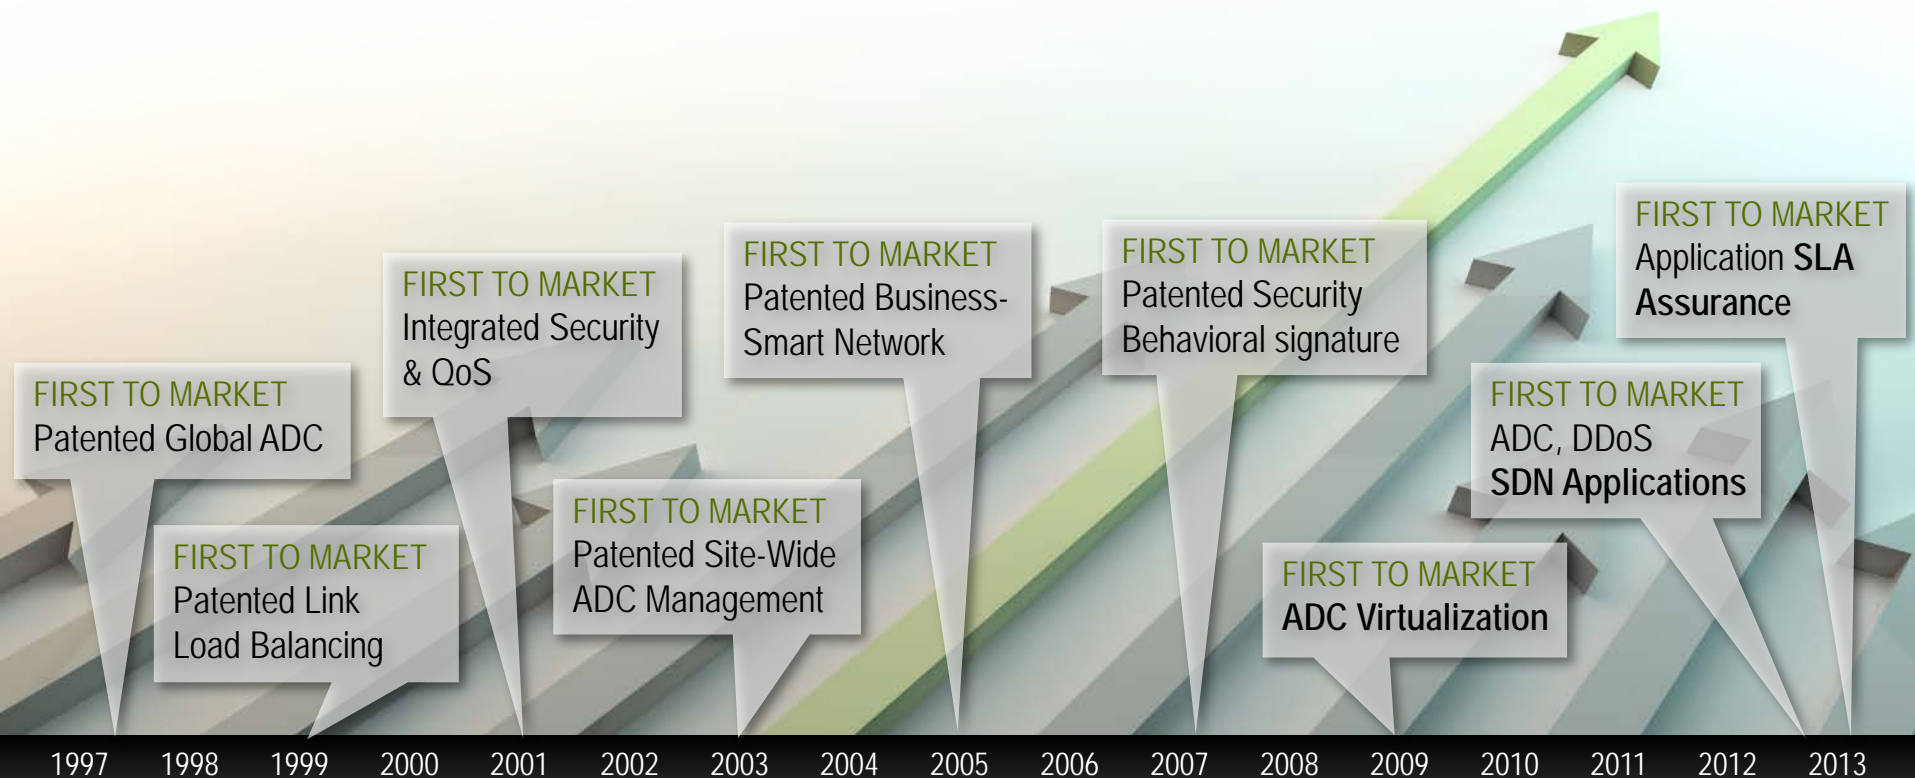 FIRST TO MARKET
Patented Global ADC
FIRST TO MARKET
Patented Link
Load Balancing
FIRST TO MARKET
Integrated Security
& QoS
FIRST TO MARKET
Patented Site-Wide
ADC Management
FIRST TO MARKET
Patented Business-
Smart Network
FIRST TO MARKET
Patented Security
Behavioral signature
FIRST TO MARKET
ADC Virtualization
FIRST TO MARKET
ADC, DDoS
SDN Applications
FIRST TO MARKET
Application SLA
Assurance
1997 1998 1999 2000 2001 2002 2003 2004 2005 2006 2007 2008 2009 2010 2011 2012 2013